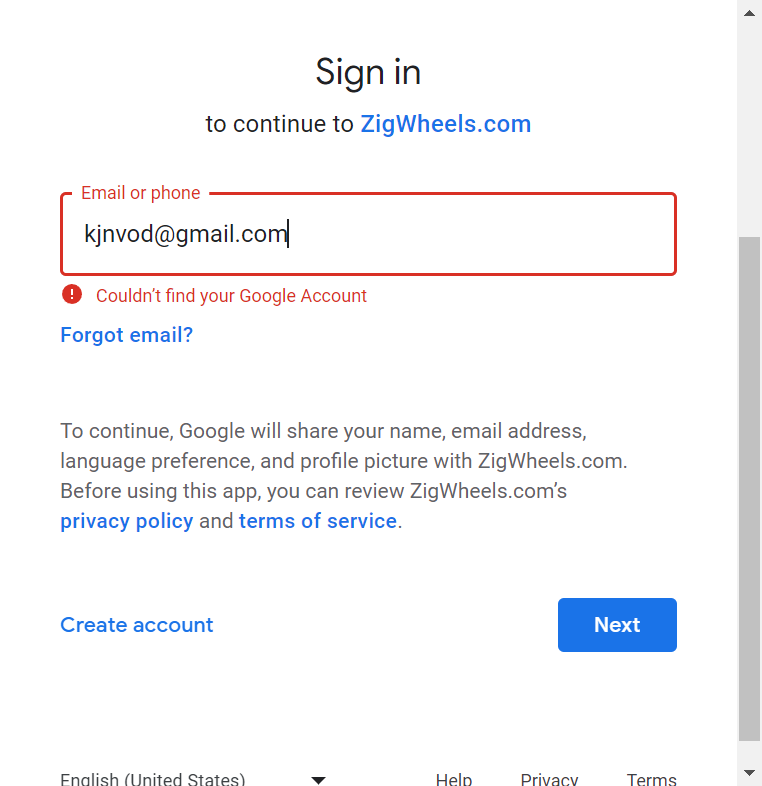 Sign in
to continue to ZigWheels.com
Email or phone
kjnvod@gmail.com
Couldn’t find your Google Account
Forgot email?
To continue, Google will share your name, email address,
language preference, and profile picture with ZigWheels.com.
Before using this app, you can review ZigWheels.com’s
privacy policy and terms of service.
Create account
Next
English (United States)
Help
Privacy
Terms